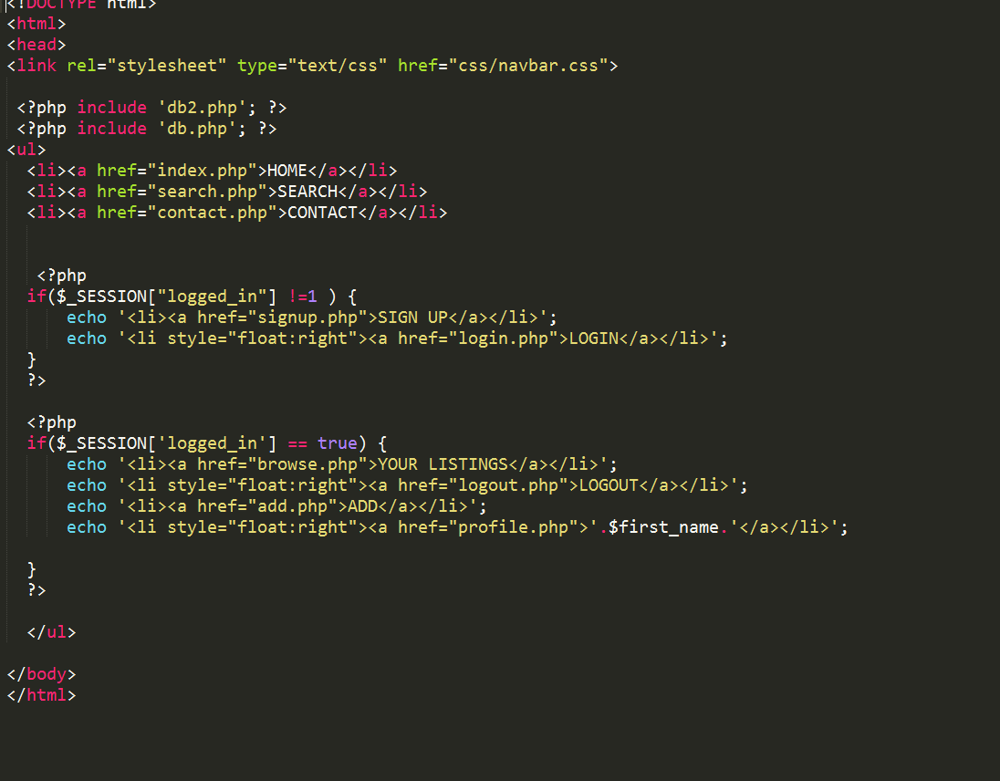 <!DOCTYPE html>
<html>
<head>
<link rel="stylesheet" type="text/css" href="css/navbar.css">
<?php include 'db2.php'; ?>
<?php include 'db.php'; ?>
<ul>
<li><a href="index.php">HOME</a></li>
<li><a href="search.php">SEARCH</a></li>
<li><a href="contact.php">CONTACT</a></li>
<?php
if($_SESSION["logged_in"] !=1 ) {
echo '<li><a href="signup.php">SIGN UP</a></li>';
echo '<li style="float:right"><a href="login.php">LOGIN</a></li>';
}
?>
<?php
if($_SESSION['logged_in'] == true) {
echo '<li><a href="browse.php">YOUR LISTINGS</a></li>';
echo '<li style="float:right"><a href="logout.php">LOGOUT</a></li>';
echo '<li><a href="add.php">ADD</a></li>';
echo '<li style="float:right"><a href="profile.php">'.$first_name.'</a></li>';
}
?>
</ul>
</body>
</html>